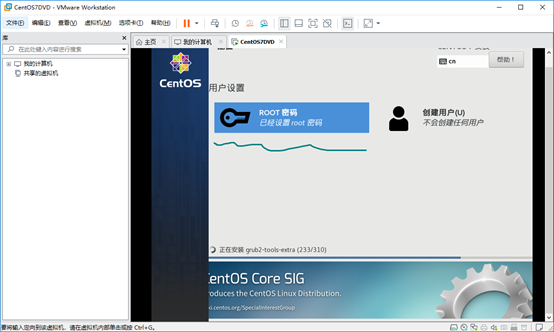 CentOS7DVD - VMware Workstation
文件(F) 编辑(E) 查看(V) 虚拟机(M) 选项卡(T) 帮助(H)
库
在此处键入内容进行搜索
我的计算机
共享的虚拟机
主页 我的计算机 CentOS7DVD
CentOS
cn
帮助！
用户设置
ROOT 密码
已经设置 root 密码
创建用户(U)
不会创建任何用户
正在安装 grub2-tools-extra (233/310)
entOS Core SIG
roduces the CentOS Linux Distribution.
ki.centos.org/SpecialInterestGroup
要将输入定向到该虚拟机，请在虚拟机内部单击或按 Ctrl+G。